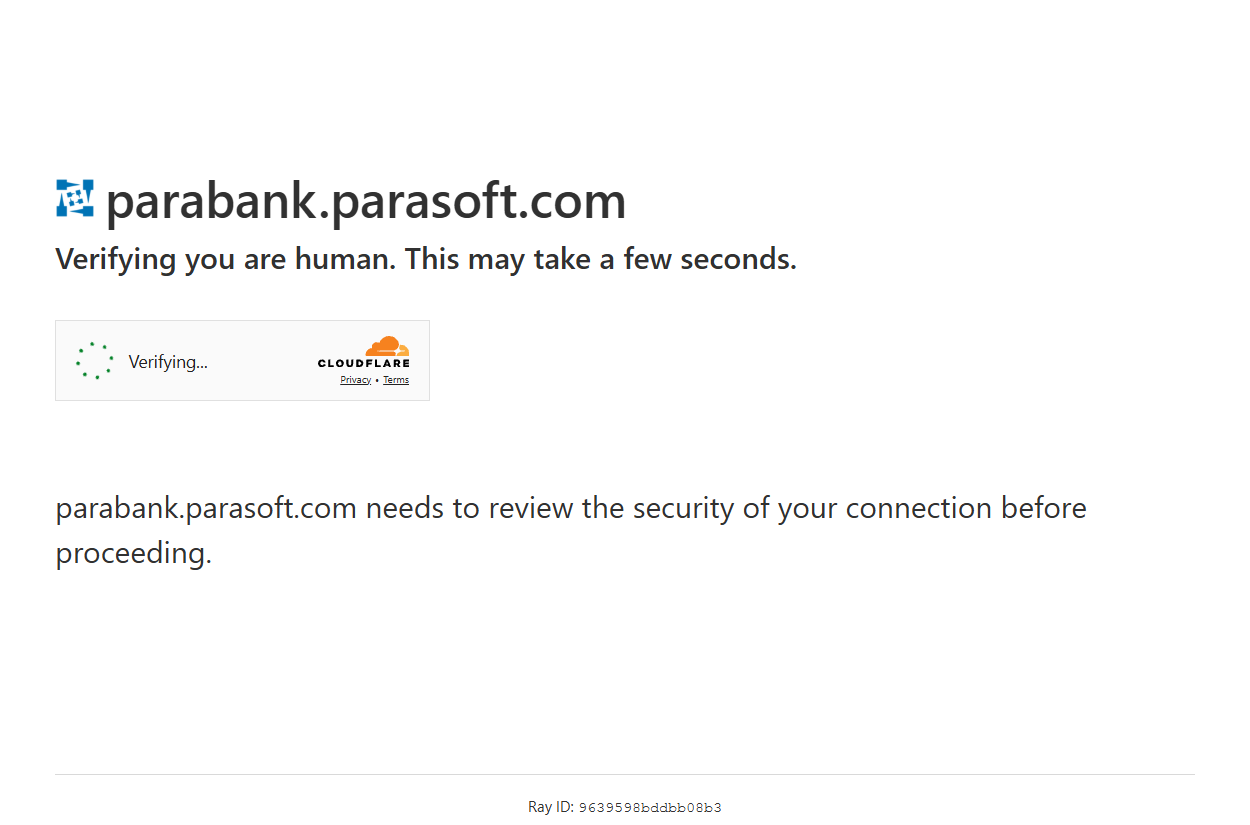 parabank.parasoft.com
Verifying you are human. This may take a few seconds.
Verifying...
CLOUDFLARE
Privacy • Terms
parabank.parasoft.com needs to review the security of your connection before
proceeding.
Ray ID: 9639598bddbb08b3